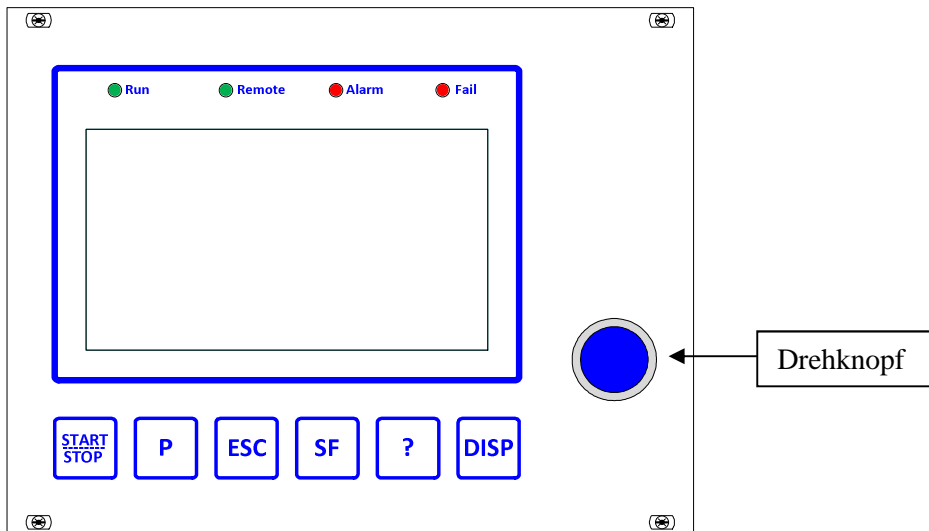 Run Remote Alarm Fail
Drehknopf
START
STOP
P ESC SF ? DISP